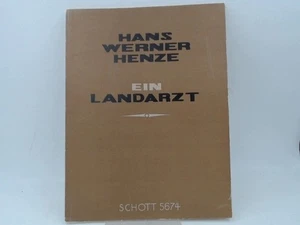 HANS
WERNER
HENZE
EIN
LANDARZT
SCHOTT 5674